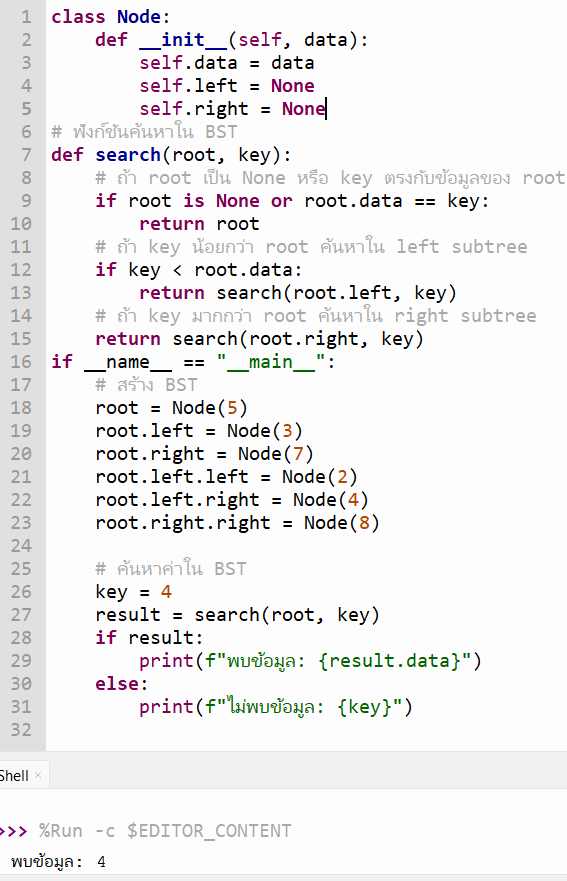 1 class Node:
2     def __init__(self, data):
3         self.data = data
4         self.left = None
5         self.right = None
6 # ฟังก์ชันค้นหาใน BST
7 def search(root, key):
8     # ถ้า root เป็น None หรือ key ตรงกับข้อมูลของ root
9     if root is None or root.data == key:
10         return root
11     # ถ้า key น้อยกว่า root ค้นหาใน left subtree
12     if key < root.data:
13         return search(root.left, key)
14     # ถ้า key มากกว่า root ค้นหาใน right subtree
15     return search(root.right, key)
16 if __name__ == "__main__":
17     # สร้าง BST
18     root = Node(5)
19     root.left = Node(3)
20     root.right = Node(7)
21     root.left.left = Node(2)
22     root.left.right = Node(4)
23     root.right.right = Node(8)
24
25     # ค้นหาค่าใน BST
26     key = 4
27     result = search(root, key)
28     if result:
29         print(f"พบข้อมูล: {result.data}")
30     else:
31         print(f"ไม่พบข้อมูล: {key}")
32
Shell ×
>>> %Run -c $EDITOR_CONTENT
พบข้อมูล: 4